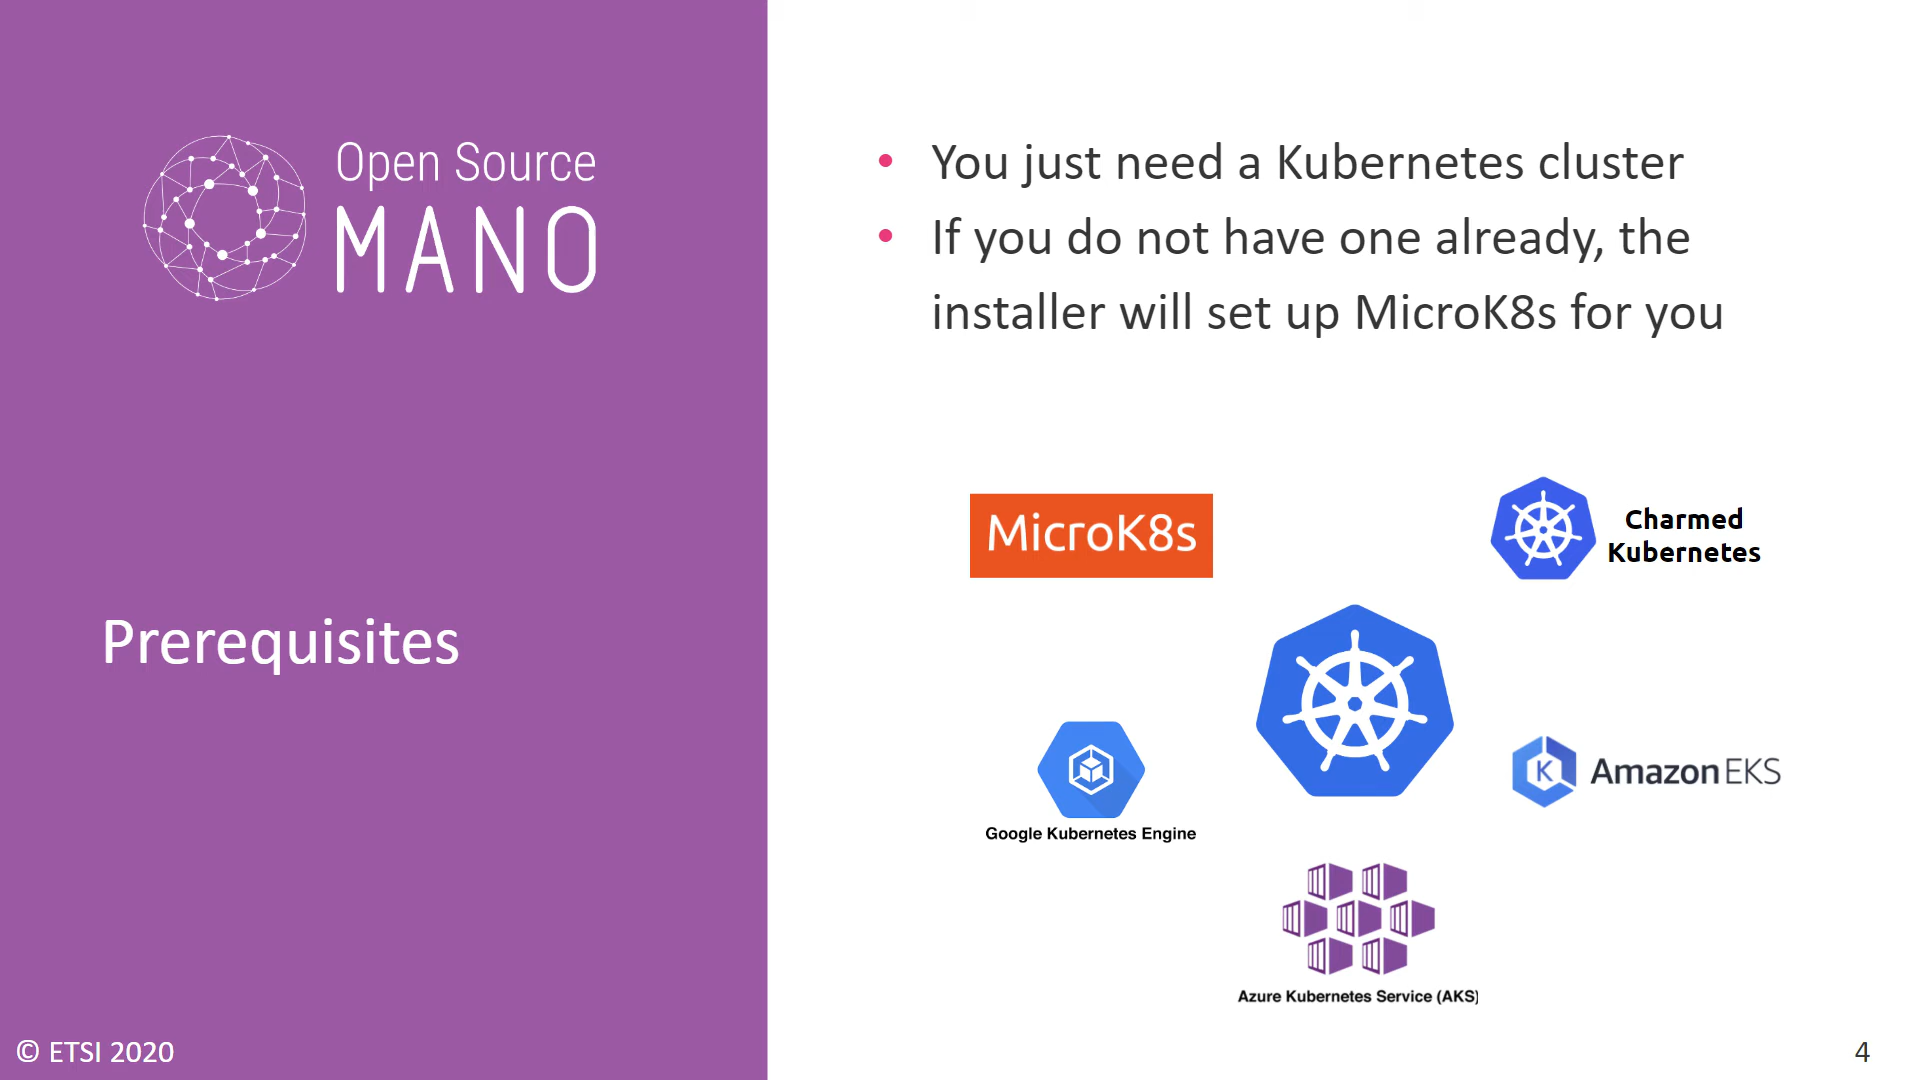 Open Source
MANO
Prerequisites
© ETSI 2020
• You just need a Kubernetes cluster
• If you do not have one already, the
installer will set up MicroK8s for you
MicroK8s
Charmed
Kubernetes
Google Kubernetes Engine
K
Amazon EKS
Azure Kubernetes Service (AKS)
4